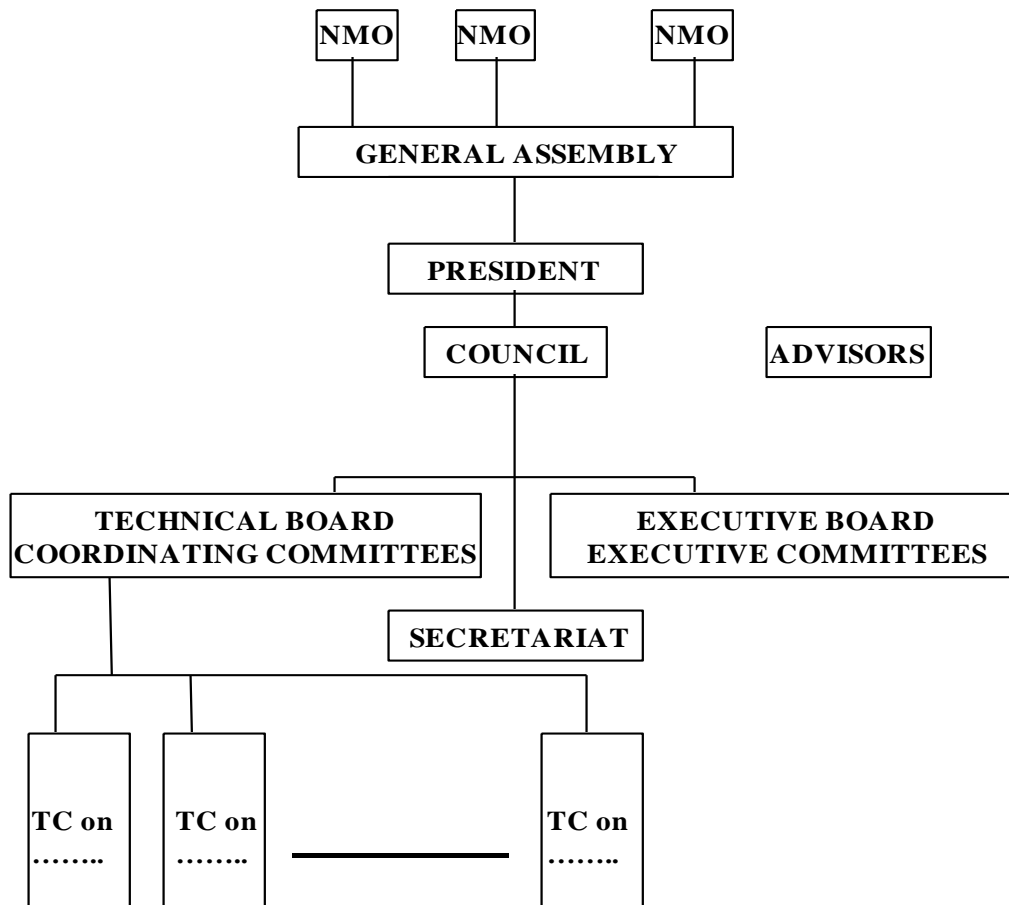 NMO NMO NMO
GENERAL ASSEMBLY
PRESIDENT
COUNCIL
ADVISORS
TECHNICAL BOARD
COORDINATING COMMITTEES
EXECUTIVE BOARD
EXECUTIVE COMMITTEES
SECRETARIAT
TC on
……..
TC on
……..
TC on
……..